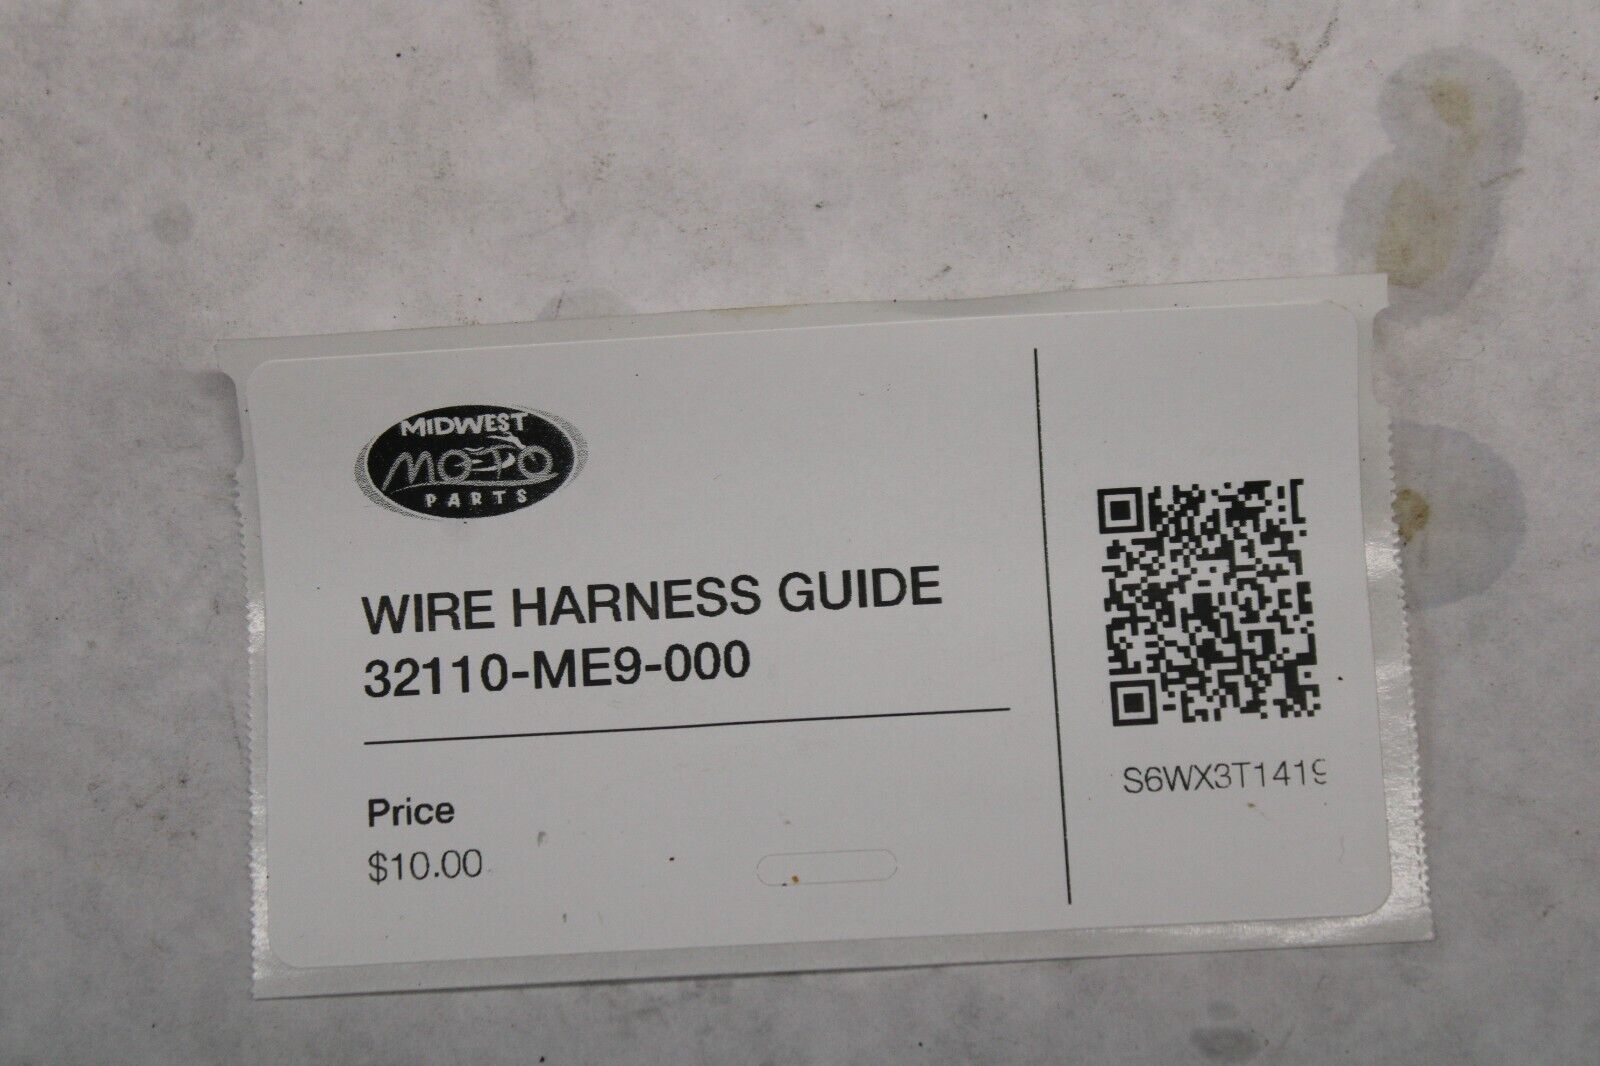 MIDWEST
MOTO
PARTS
WIRE HARNESS GUIDE
32110-ME9-000
Price
$10.00
S6WX3T1419